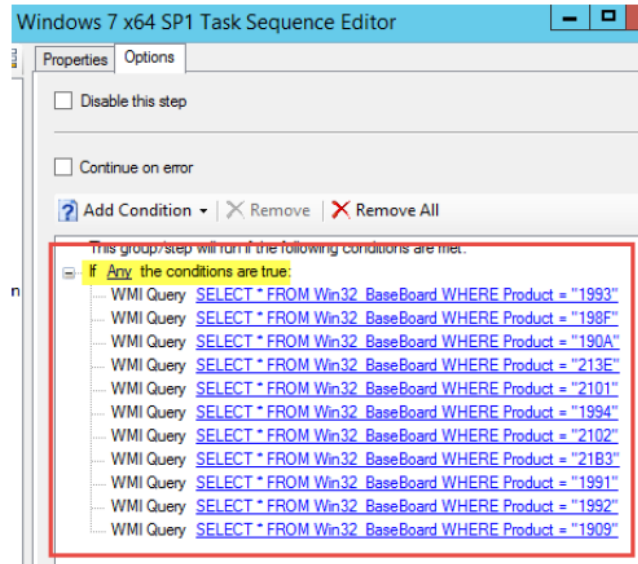 Windows 7 x64 SP1 Task Sequence Editor
Properties Options
Disable this step
Continue on error
Add Condition Remove Remove All
This group/step will run if the following conditions are met:
If Any the conditions are true:
WMI Query SELECT * FROM Win32_BaseBoard WHERE Product = "1993"
WMI Query SELECT * FROM Win32_BaseBoard WHERE Product = "198F"
WMI Query SELECT * FROM Win32_BaseBoard WHERE Product = "190A"
WMI Query SELECT * FROM Win32_BaseBoard WHERE Product = "213E"
WMI Query SELECT * FROM Win32_BaseBoard WHERE Product = "2101"
WMI Query SELECT * FROM Win32_BaseBoard WHERE Product = "1994"
WMI Query SELECT * FROM Win32_BaseBoard WHERE Product = "2102"
WMI Query SELECT * FROM Win32_BaseBoard WHERE Product = "21B3"
WMI Query SELECT * FROM Win32_BaseBoard WHERE Product = "1991"
WMI Query SELECT * FROM Win32_BaseBoard WHERE Product = "1992"
WMI Query SELECT * FROM Win32_BaseBoard WHERE Product = "1909"
n